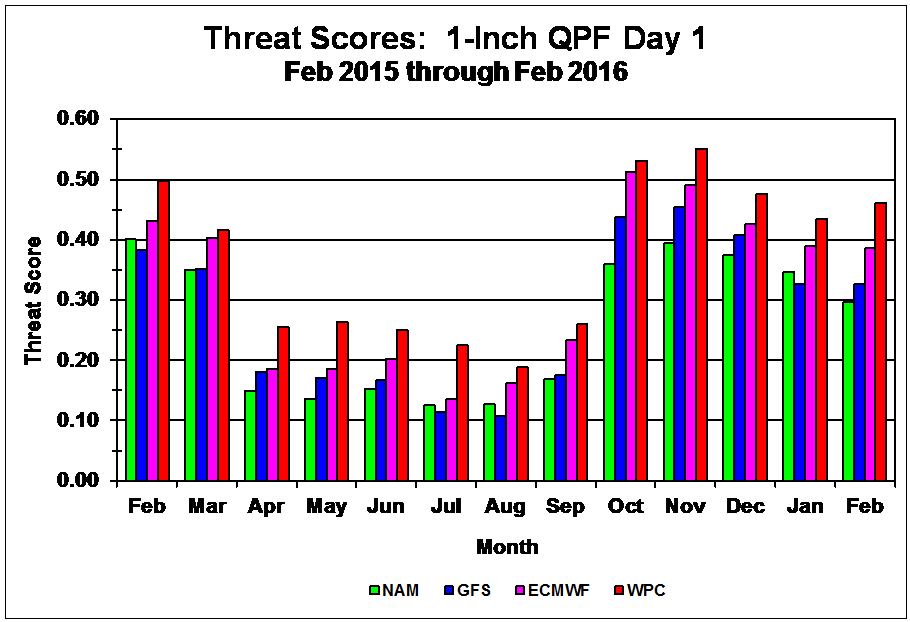 Threat Scores:  1-Inch QPF Day 1
Feb 2015 through Feb 2016
Threat Score
0.60
0.50
0.40
0.30
0.20
0.10
0.00
Feb Mar Apr May Jun Jul Aug Sep Oct Nov Dec Jan Feb
Month
NAM GFS ECMWF WPC